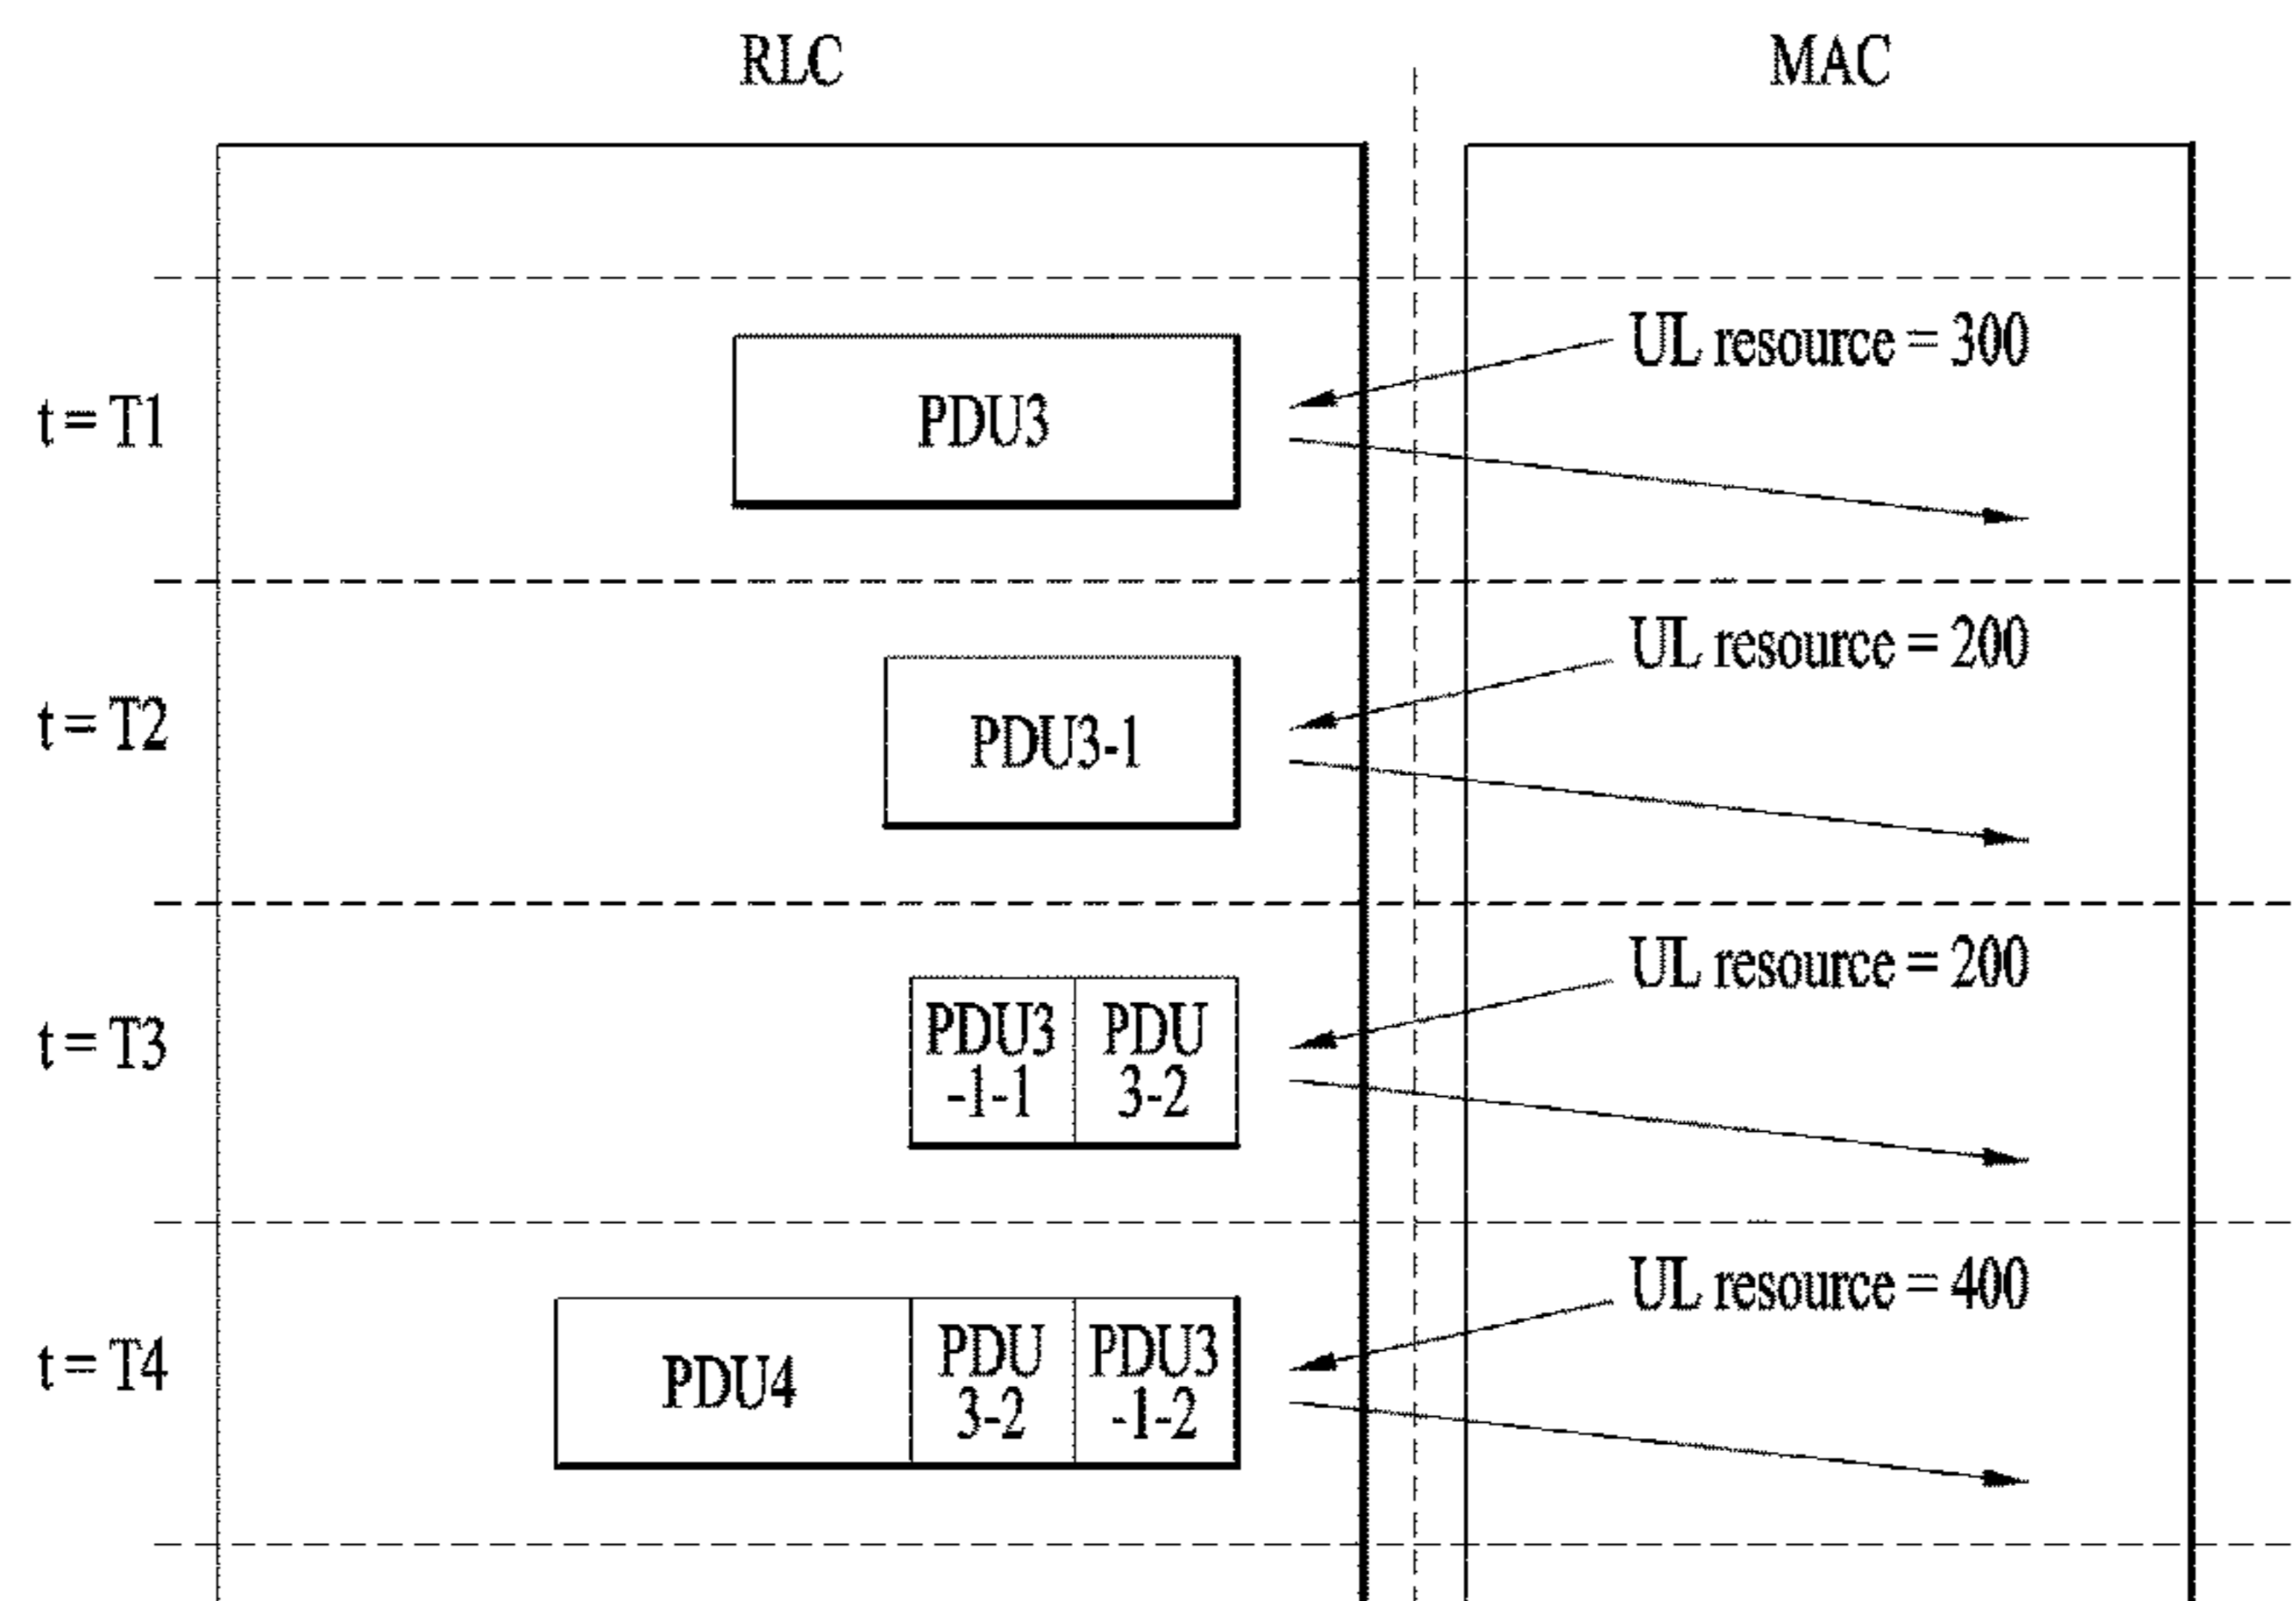 RLC
MAC
t = T1
PDU3
UL resource = 300
t = T2
PDU3-1
UL resource = 200
t = T3
PDU3
-1-1
PDU
3-2
UL resource = 200
t = T4
PDU4
PDU
3-2
PDU3
-1-2
UL resource = 400